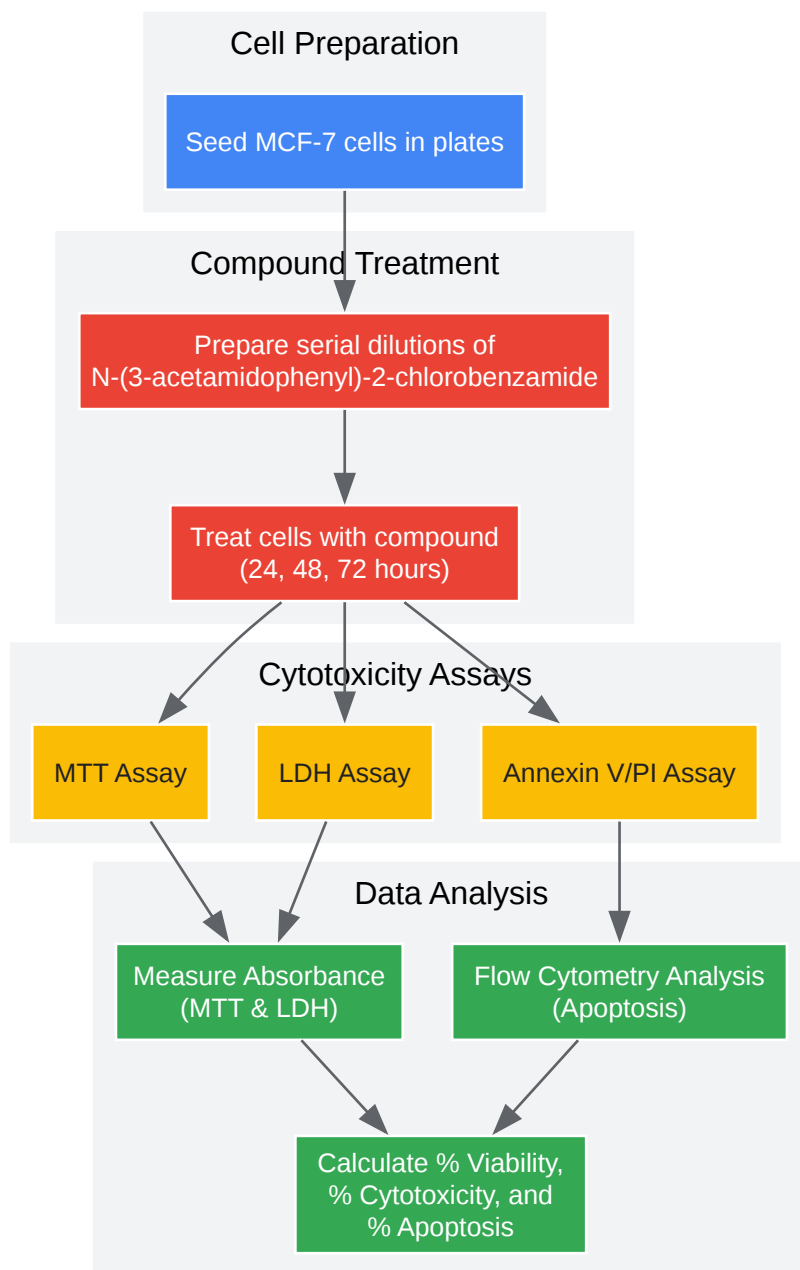 Cell Preparation
Seed MCF-7 cells in plates
Compound Treatment
Prepare serial dilutions of
N-(3-acetamidophenyl)-2-chlorobenzamide
Treat cells with compound
(24, 48, 72 hours)
Cytotoxicity Assays
MTT Assay
LDH Assay
Annexin V/PI Assay
Data Analysis
Measure Absorbance
(MTT & LDH)
Flow Cytometry Analysis
(Apoptosis)
Calculate % Viability,
% Cytotoxicity, and
% Apoptosis